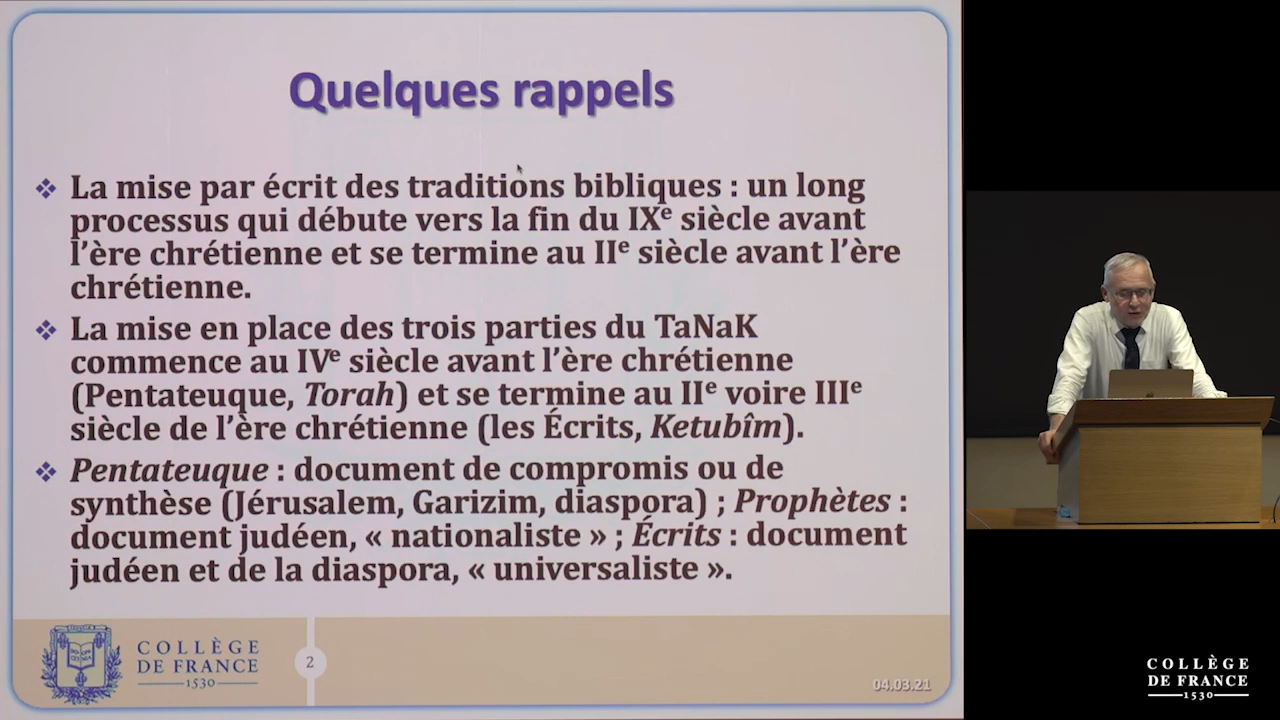 Quelques rappels
❖ La mise par écrit des traditions bibliques : un long
processus qui débute vers la fin du IXe siècle avant
l'ère chrétienne et se termine au IIe siècle avant l'ère
chrétienne.
❖ La mise en place des trois parties du TaNaK
commence au IVe siècle avant l'ère chrétienne
(Pentateuque, Torah) et se termine au IIe voire IIIe
siècle de l'ère chrétienne (les Écrits, Ketubîm).
❖ Pentateuque : document de compromis ou de
synthèse (Jérusalem, Garizim, diaspora) ; Prophètes :
document judéen, « nationaliste » ; Écrits : document
judéen et de la diaspora, « universaliste ».
COLLÈGE
DE FRANCE
1530
2
04.03.21
COLLÈGE
DE FRANCE
1530